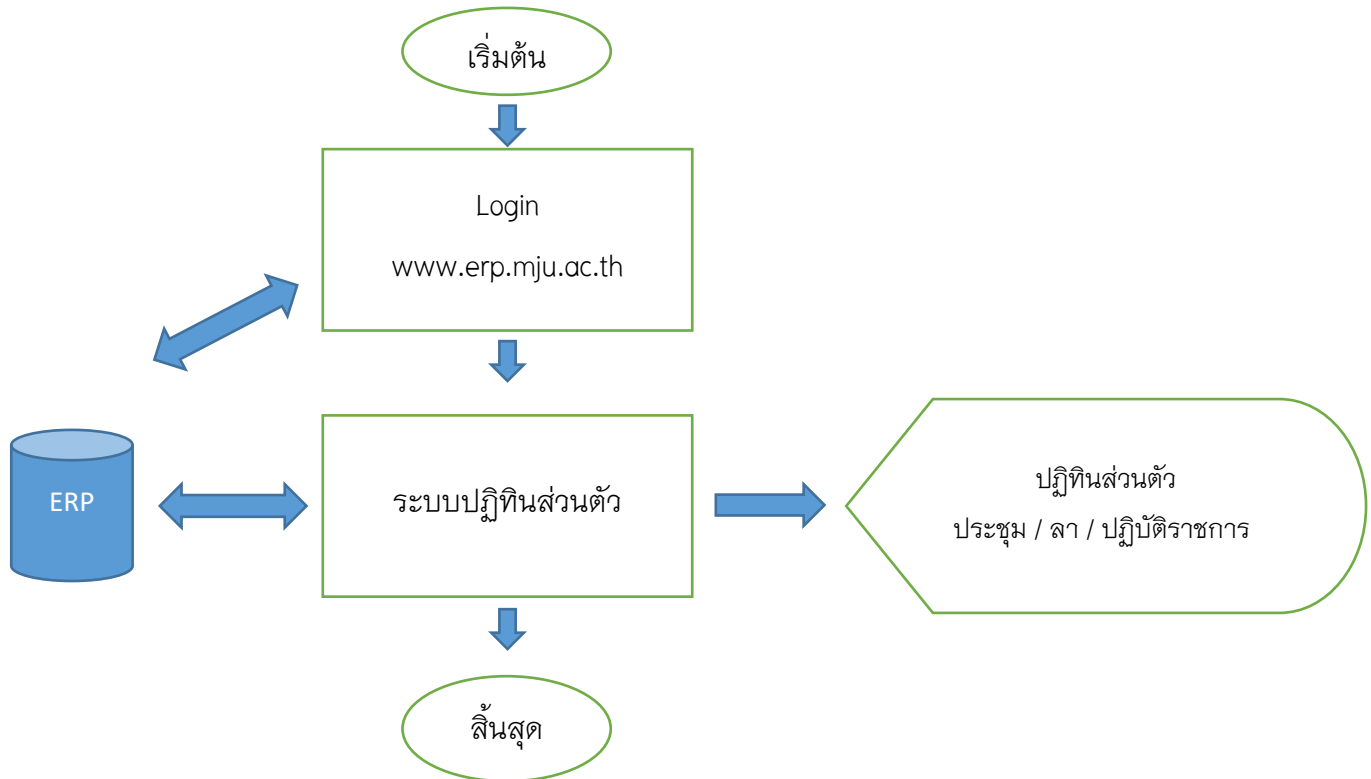 เริ่มต้น
Login
www.erp.mju.ac.th
ERP
ระบบปฏิทินส่วนตัว
ปฏิทินส่วนตัว
ประชุม / ลา / ปฏิบัติราชการ
สิ้นสุด